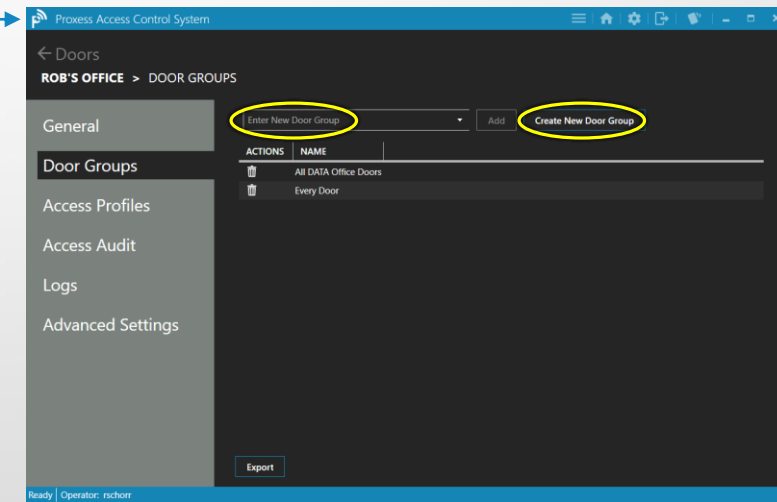 Proxess Access Control System
Doors
ROB'S OFFICE > DOOR GROUPS
General
Door Groups
Access Profiles
Access Audit
Logs
Advanced Settings
Enter New Door Group
Add
Create New Door Group
ACTIONS NAME
All DATA Office Doors
Every Door
Export
Ready Operator: rschorr